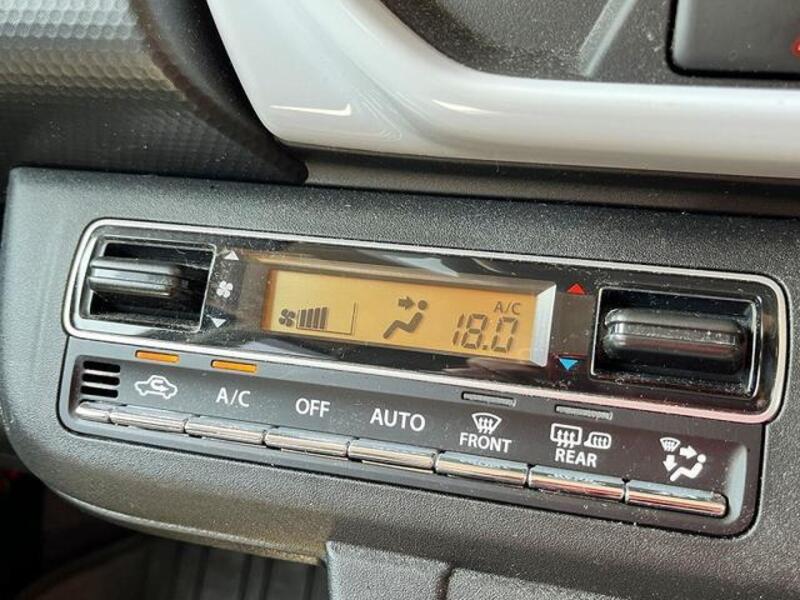 A/C
18.0
A/C
OFF
AUTO
FRONT
REAR